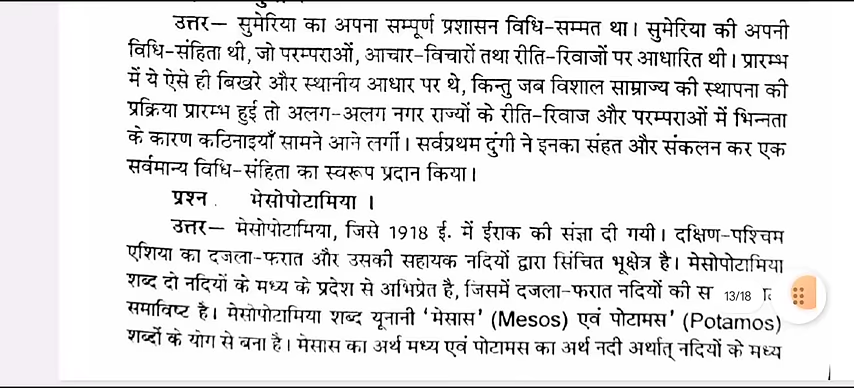 उत्तर— सुमेरिया का अपना सम्पूर्ण प्रशासन विधि-सम्मत था। सुमेरिया की अपनी
विधि-संहिता थी, जो परम्पराओं, आचार-विचारों तथा रीति-रिवाजों पर आधारित थी। प्रारम्भ
में ये ऐसे ही बिखरे और स्थानीय आधार पर थे, किन्तु जब विशाल साम्राज्य की स्थापना की
प्रक्रिया प्रारम्भ हुई तो अलग-अलग नगर राज्यों के रीति-रिवाज और परम्पराओं में भिन्नता
के कारण कठिनाइयाँ सामने आने लगीं। सर्वप्रथम दुंगी ने इनका संहत और संकलन कर एक
सर्वमान्य विधि-संहिता का स्वरूप प्रदान किया।
प्रश्न . मेसोपोटामिया ।
उत्तर— मेसोपोटामिया, जिसे 1918 ई. में ईराक की संज्ञा दी गयी। दक्षिण-पश्चिम
एशिया का दजला-फरात और उसकी सहायक नदियों द्वारा सिंचित भूक्षेत्र है। मेसोपोटामिया
शब्द दो नदियों के मध्य के प्रदेश से अभिप्रेत है, जिसमें दजला-फरात नदियों की 13/18
समाविष्ट है। मेसोपोटामिया शब्द यूनानी 'मेसास' (Mesos) एवं पोटामस' (Potamos)
शब्दों के योग से बना है। मेसास का अर्थ मध्य एवं पोटामस का अर्थ नदी अर्थात् नदियों के मध्य